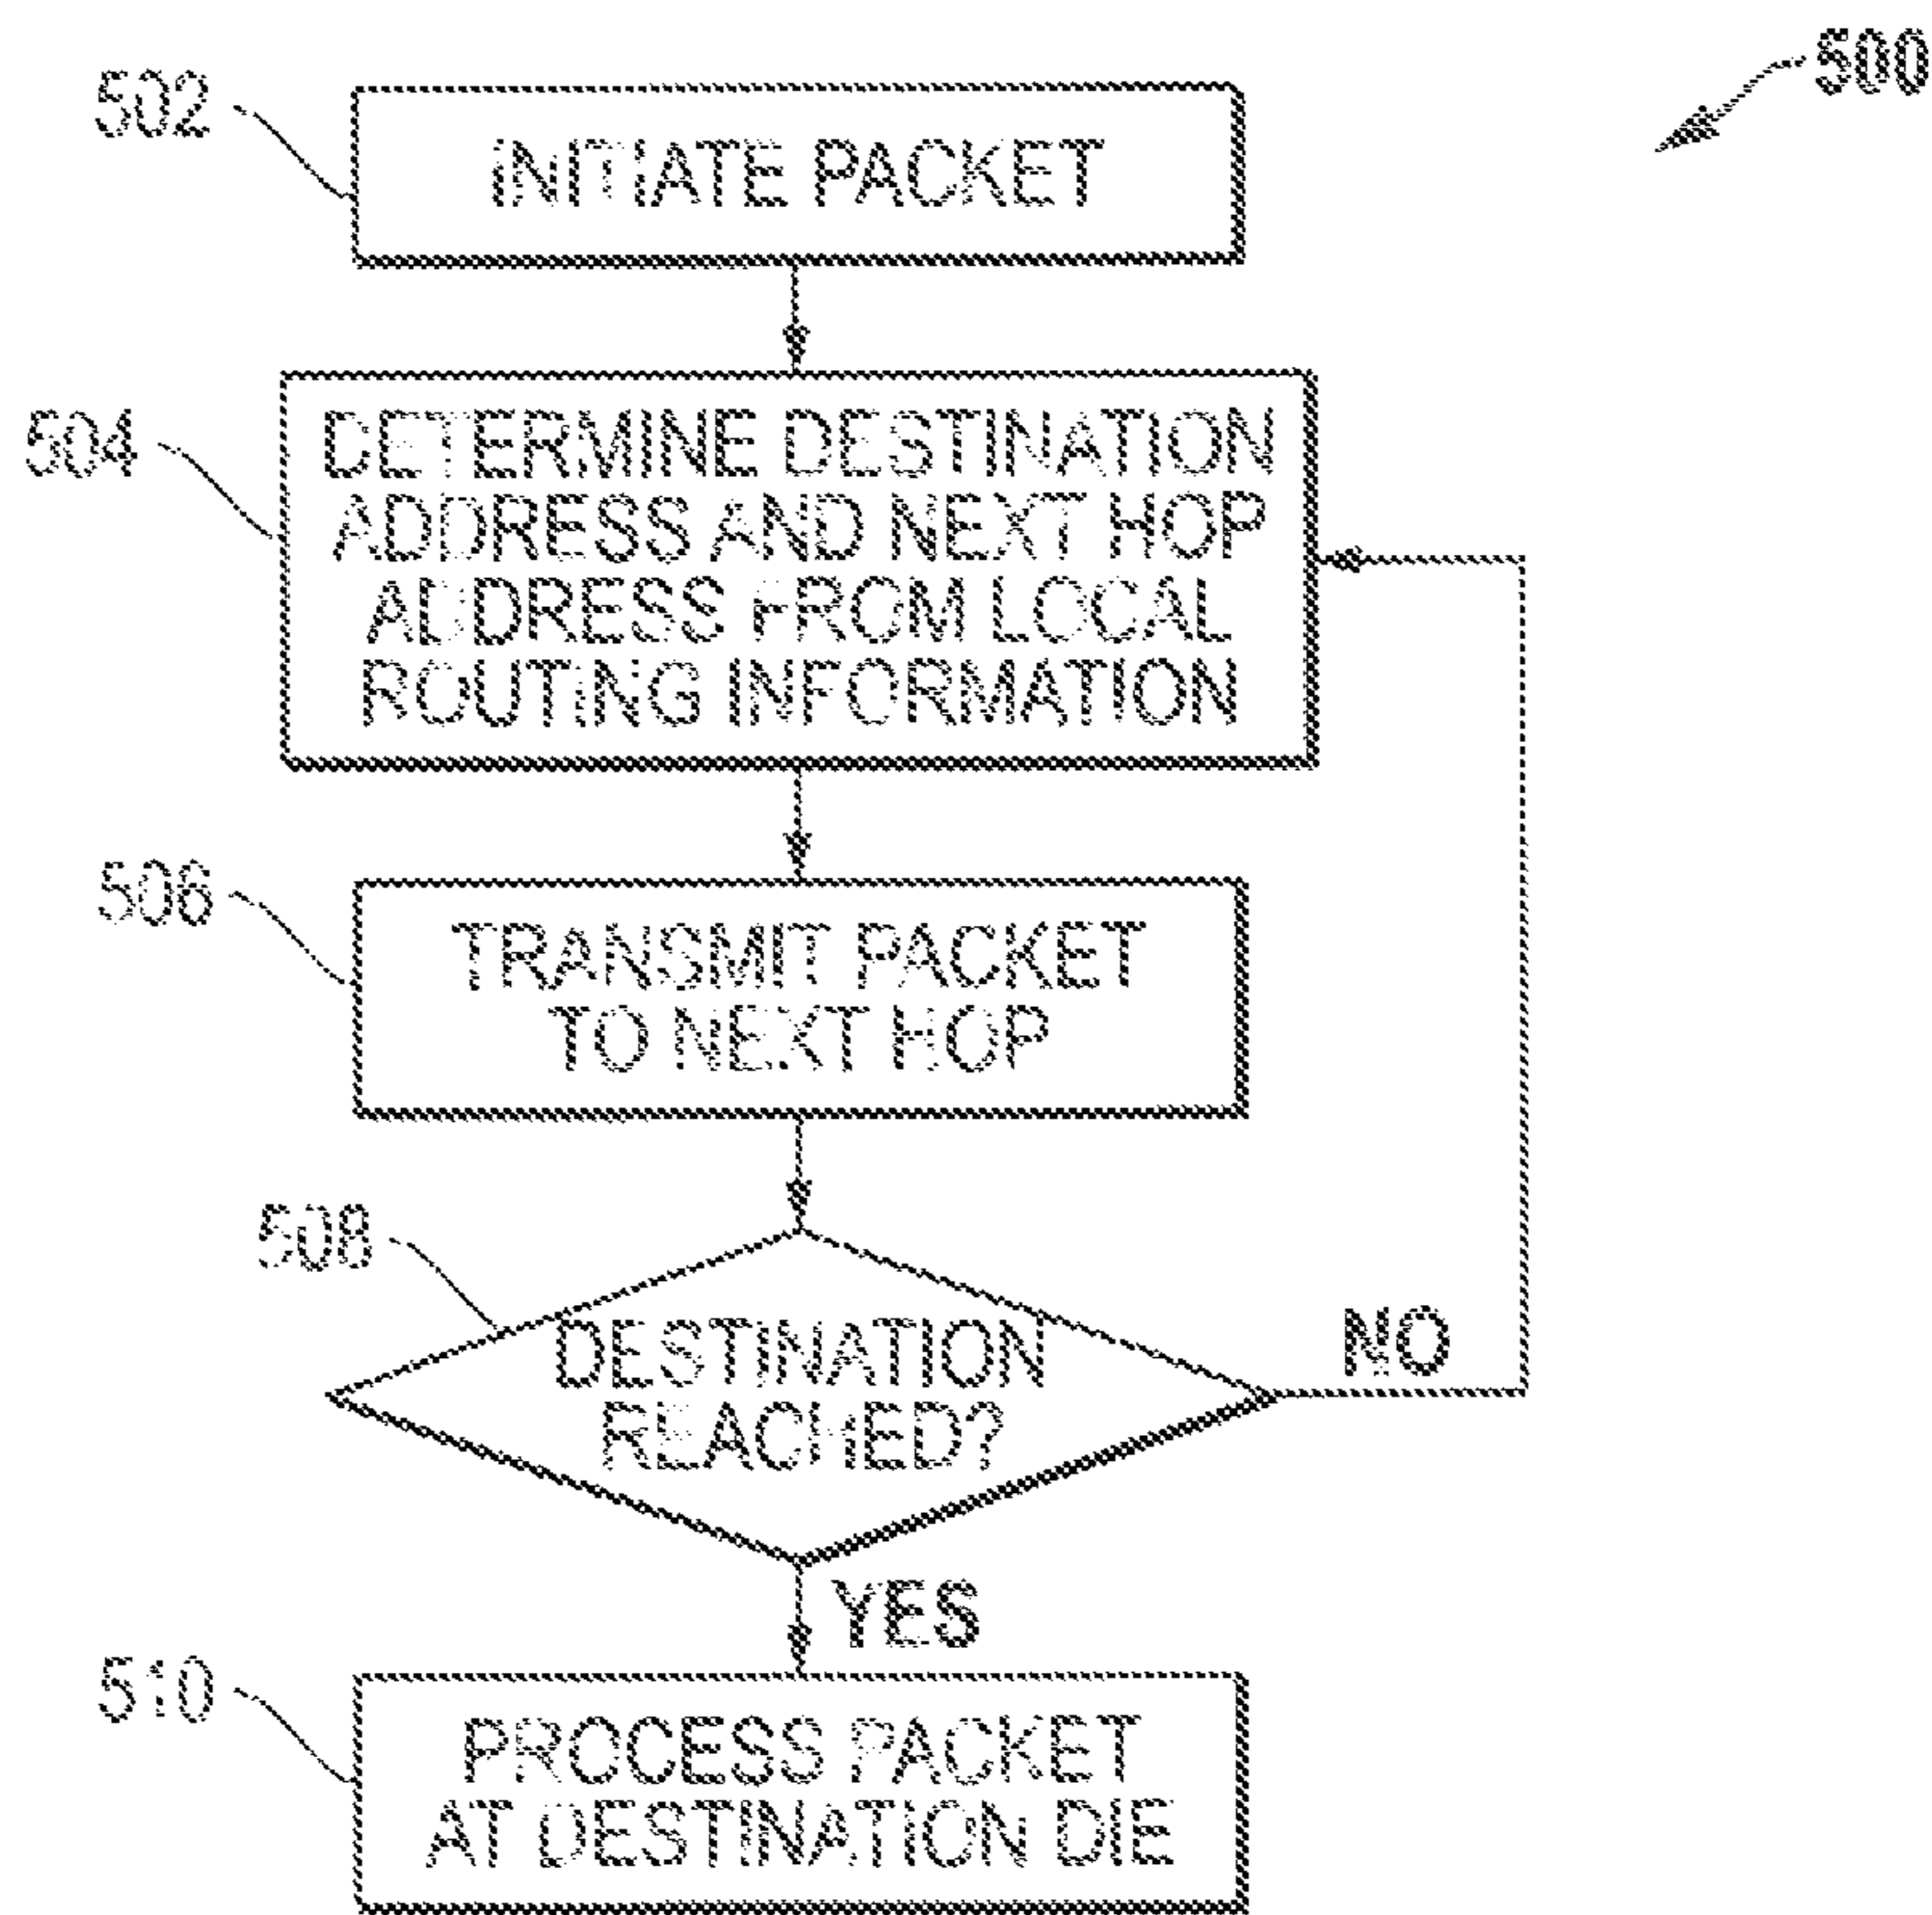 500
502
INITIATE PACKET
504
DETERMINE DESTINATION
ADDRESS AND NEXT HOP
ADDRESS FROM LOCAL
ROUTING INFORMATION
506
TRANSMIT PACKET
TO NEXT HOP
508
DESTINATION
REACHED?
NO
YES
510
PROCESS PACKET
AT DESTINATION DIE